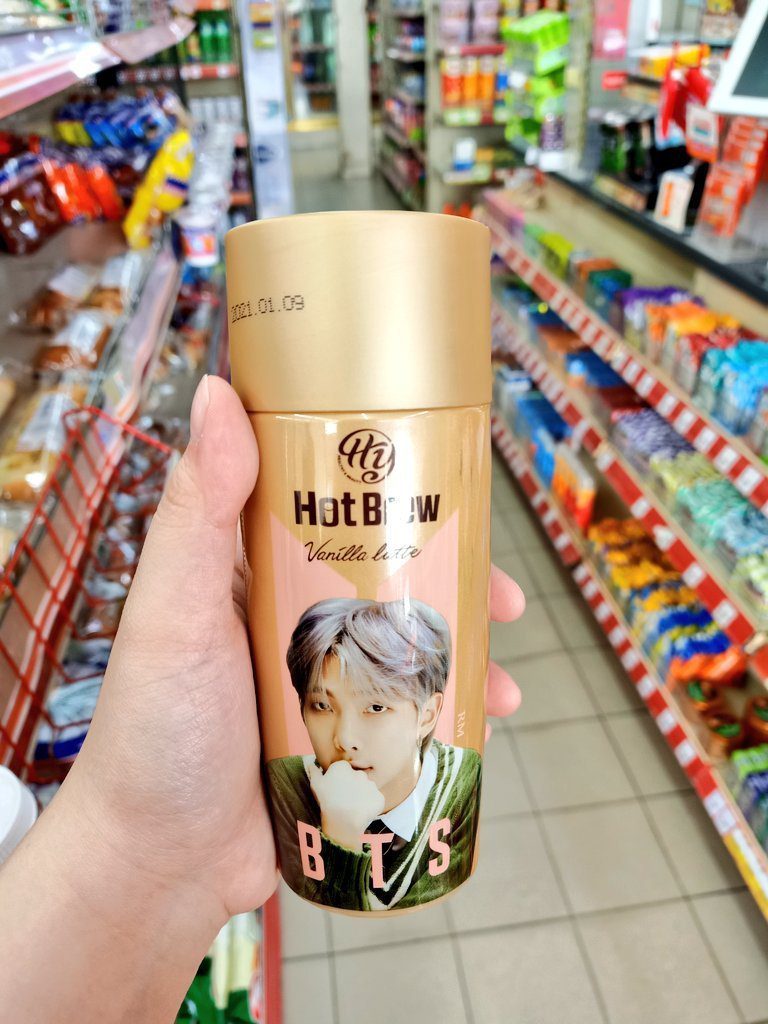 2021.01.09
Hy
Hot Brew
Vanilla latte
RM
BTS